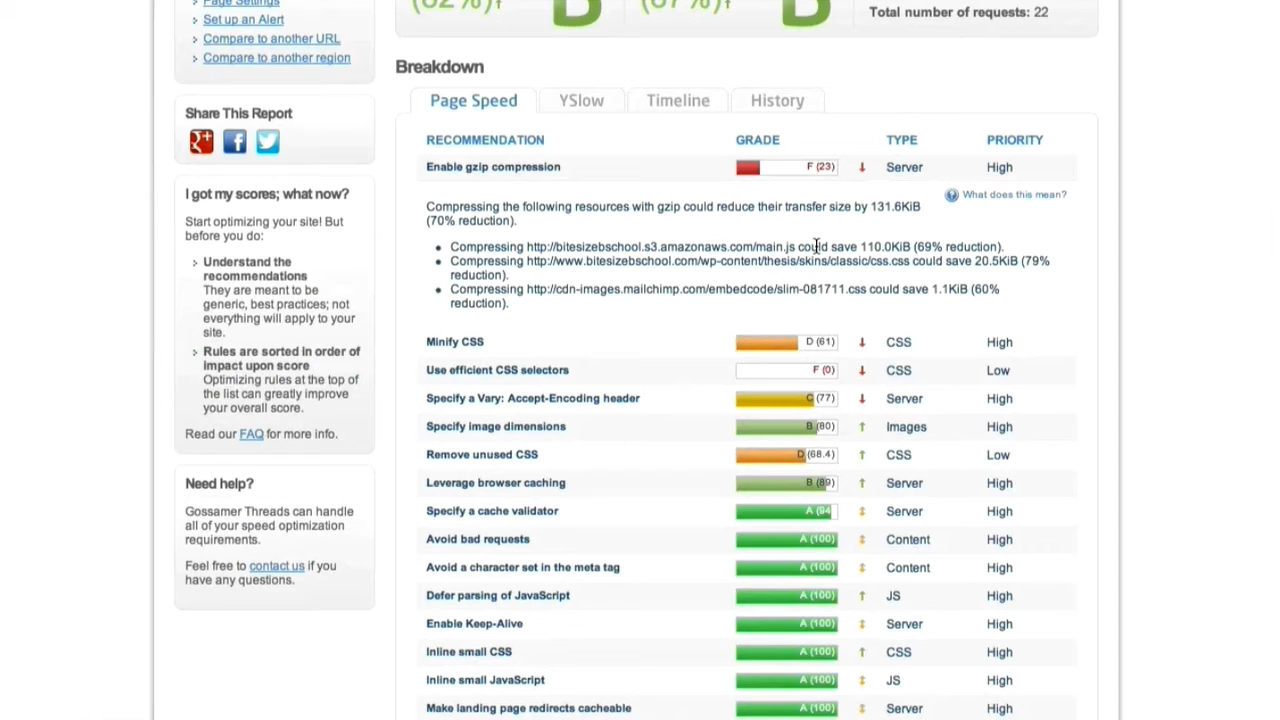 Page Settings
Set up an Alert
Compare to another URL
Compare to another region
Share This Report
I got my scores; what now?
Start optimizing your site! But
before you do:
Understand the
recommendations
They are meant to be
generic, best practices; not
everything will apply to your
site.
Rules are sorted in order of
impact upon score
Optimizing rules at the top of
the list can greatly improve
your overall score.
Read our FAQ for more info.
Need help?
Gossamer Threads can handle
all of your speed optimization
requirements.
Feel free to contact us if you
have any questions.
(82%) B (87%) B
Total number of requests: 22
Breakdown
Page Speed YSlow Timeline History
RECOMMENDATION GRADE TYPE PRIORITY
Enable gzip compression F (23) Server High
What does this mean?
Compressing the following resources with gzip could reduce their transfer size by 131.6KiB
(70% reduction).
Compressing http://bitesizebschool.s3.amazonaws.com/main.js could save 110.0KiB (69% reduction).
Compressing http://www.bitesizebschool.com/wp-content/thesis/skins/classic/css.css could save 20.5KiB (79%
reduction).
Compressing http://cdn-images.mailchimp.com/embedcode/slim-081711.css could save 1.1KiB (60%
reduction).
Minify CSS D (61) CSS High
Use efficient CSS selectors F (0) CSS Low
Specify a Vary: Accept-Encoding header C (77) Server High
Specify image dimensions B (80) Images High
Remove unused CSS D (68.4) CSS Low
Leverage browser caching B (89) Server High
Specify a cache validator A (94 Server High
Avoid bad requests A (100) Content High
Avoid a character set in the meta tag A (100) Content High
Defer parsing of JavaScript A (100) JS High
Enable Keep-Alive A (100) Server High
Inline small CSS A (100) CSS High
Inline small JavaScript A (100) JS High
Make landing page redirects cacheable A (100) Server High